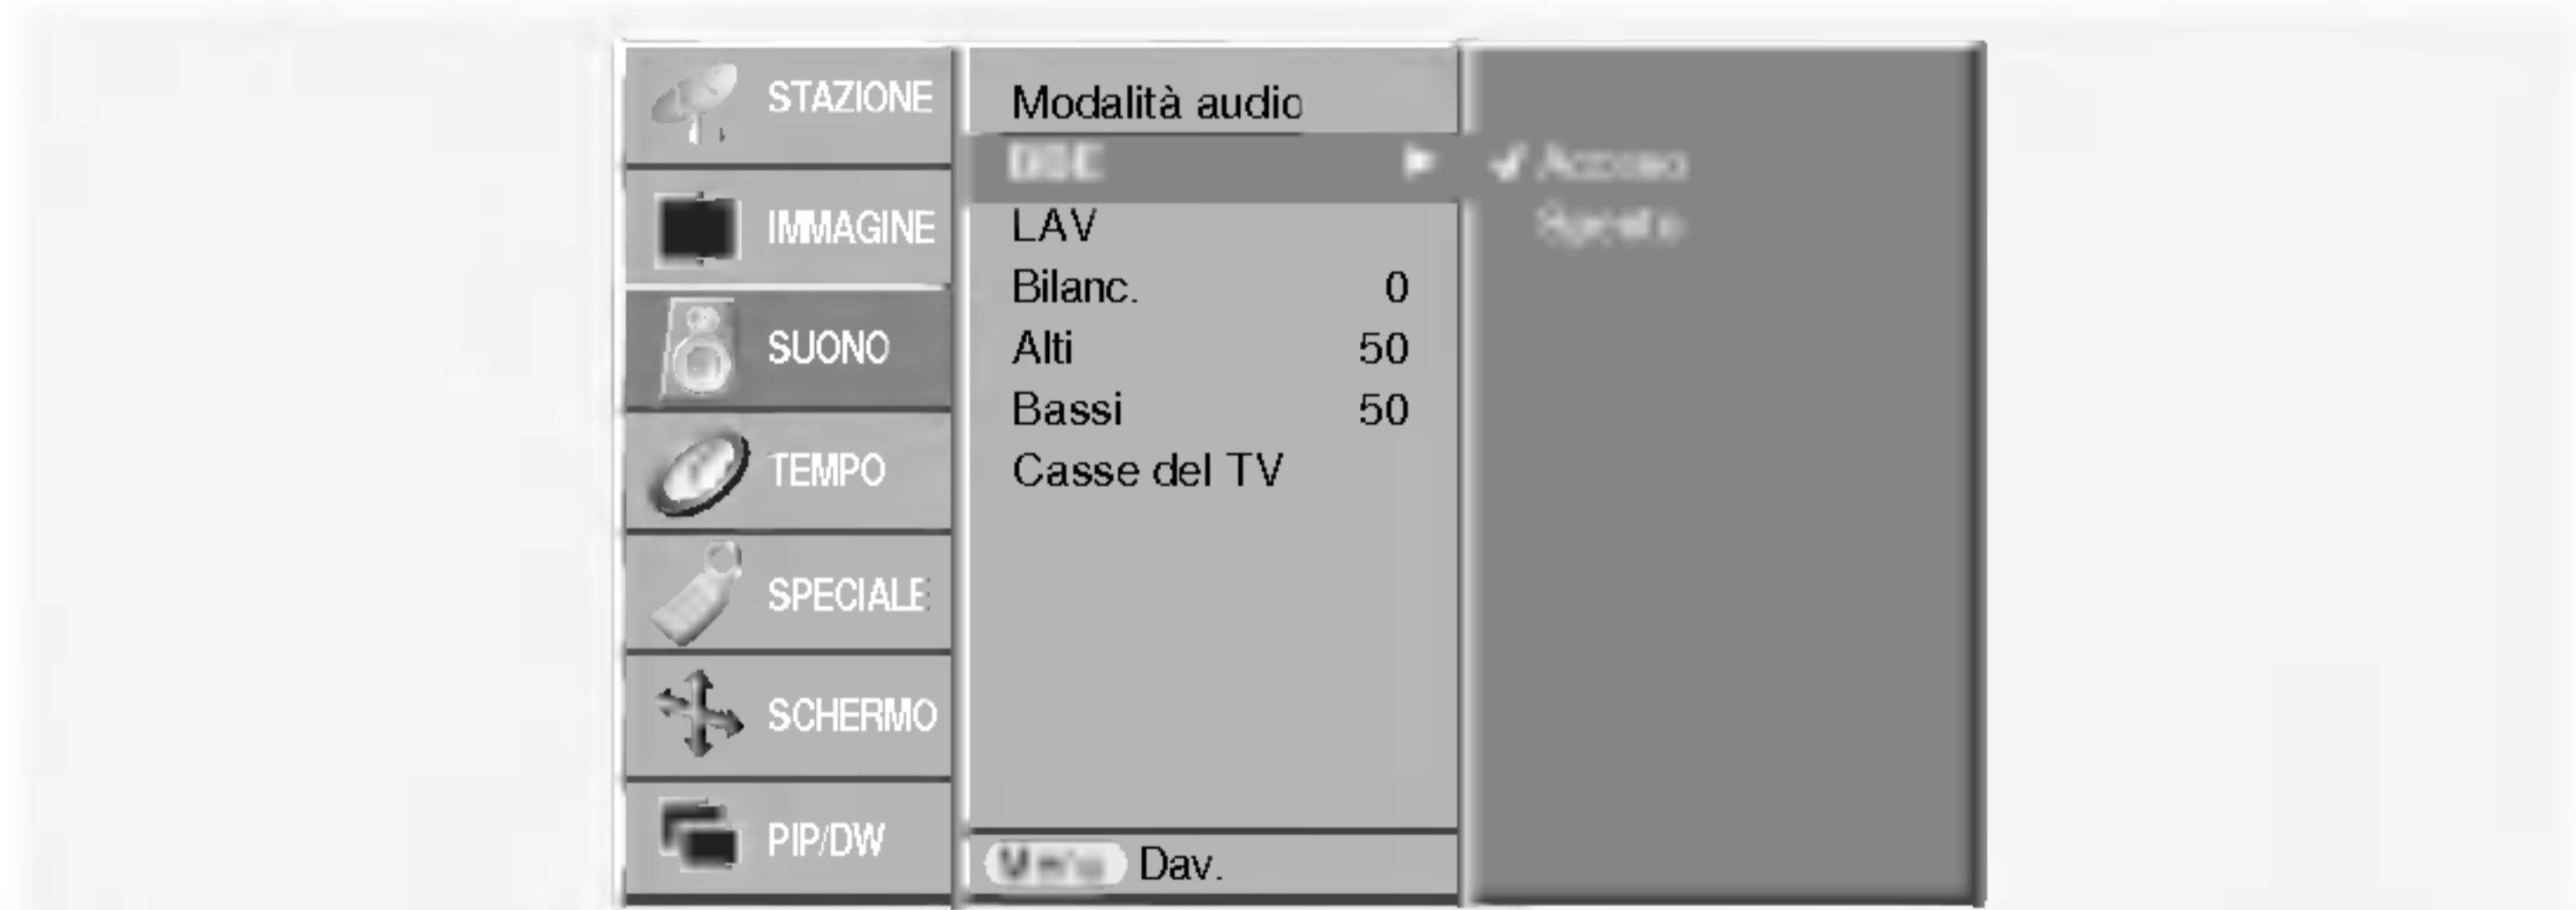 STAZIONE
IMMAGINE
SUONO
TEMPO
SPECIALE
SCHERMO
PIP/DW
Modalità audio
LAV
Bilanc. 0
Alti 50
Bassi 50
Casse del TV
Dav.